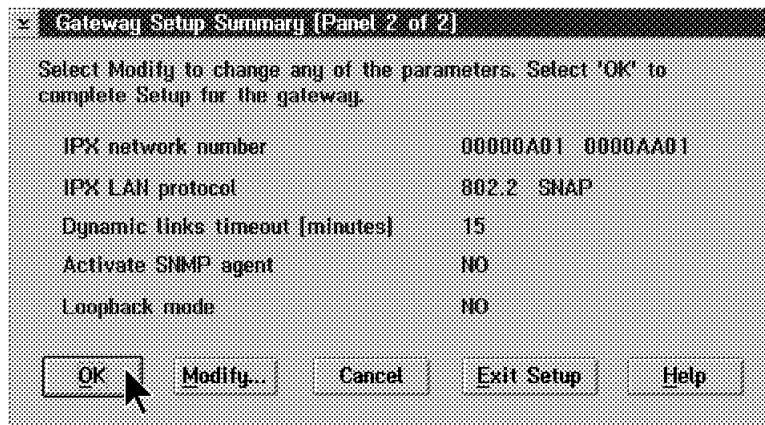 Gateway Setup Summary (Panel 2 of 2)
Select Modify to change any of the parameters. Select 'OK' to
complete Setup for the gateway.
IPX network number 00000A01 0000AA01
IPX LAN protocol 802.2 SNAP
Dynamic links timeout (minutes) 15
Activate SNMP agent NO
Loopback mode NO
OK Modify... Cancel Exit Setup Help